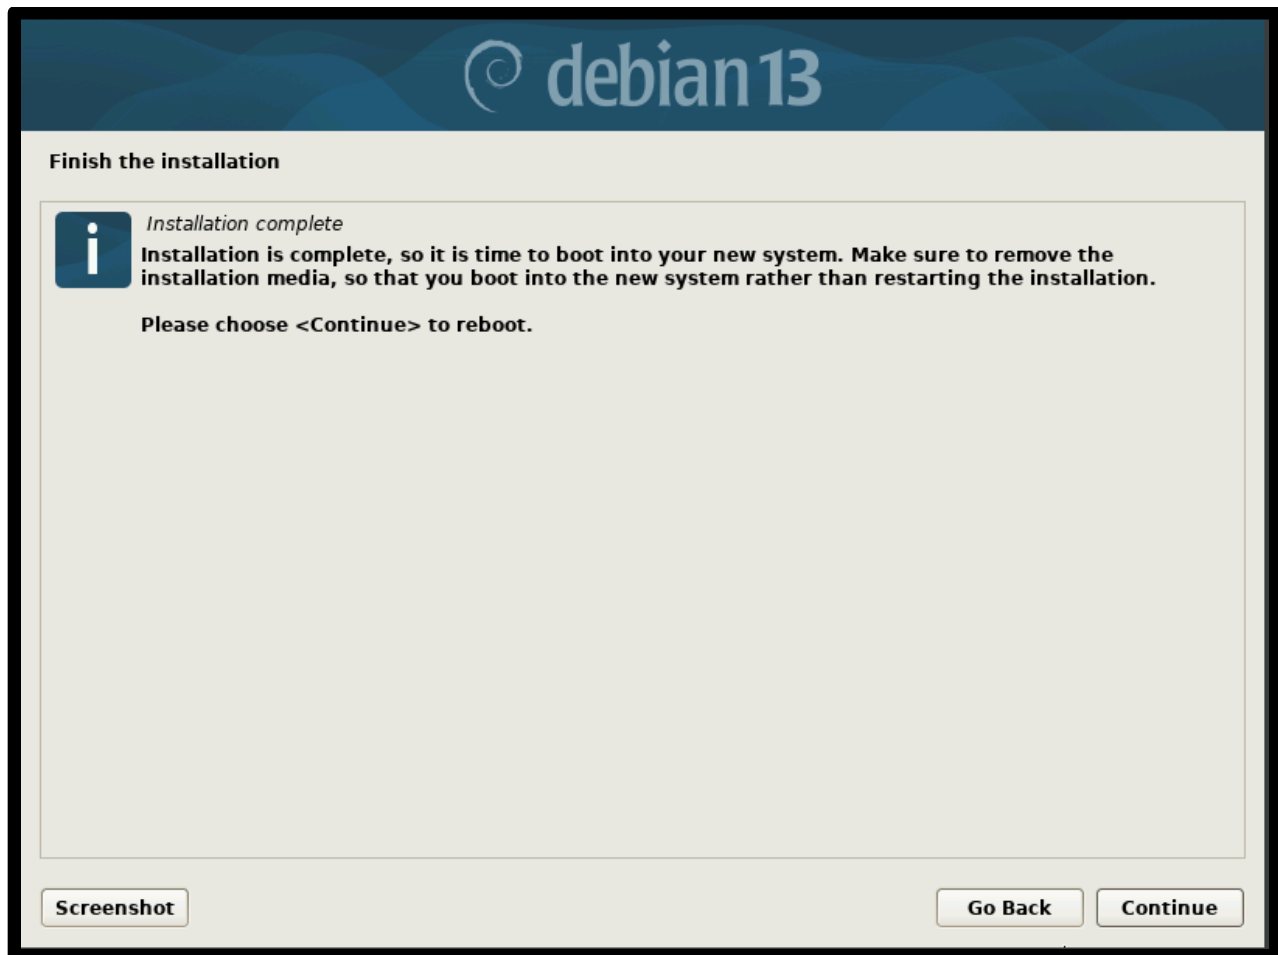 debian 13
Finish the installation
i
Installation complete
Installation is complete, so it is time to boot into your new system. Make sure to remove the
installation media, so that you boot into the new system rather than restarting the installation.
Please choose <Continue> to reboot.
Screenshot
Go Back
Continue